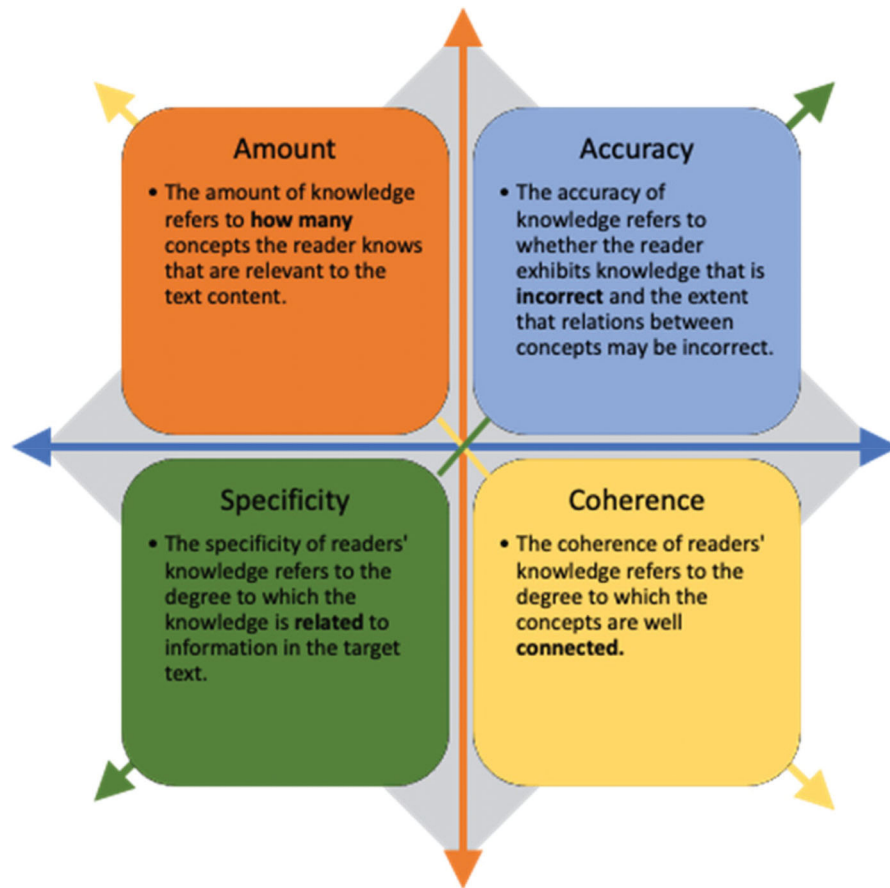 Amount
• The amount of knowledge
refers to how many
concepts the reader knows
that are relevant to the
text content.
Accuracy
• The accuracy of
knowledge refers to
whether the reader
exhibits knowledge that is
incorrect and the extent
that relations between
concepts may be incorrect.
Specificity
• The specificity of readers'
knowledge refers to the
degree to which the
knowledge is related to
information in the target
text.
Coherence
• The coherence of readers'
knowledge refers to the
degree to which the
concepts are well
connected.